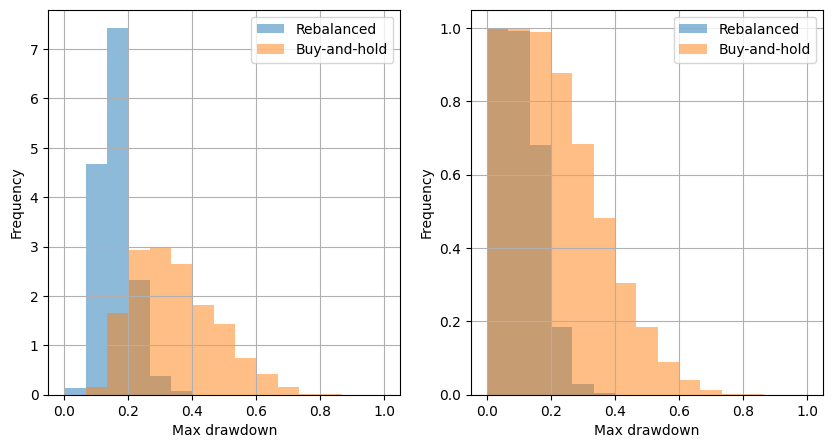 Rebalanced
Buy-and-hold
7
6
5
4
3
2
1
0
Frequency
0.0 0.2 0.4 0.6 0.8 1.0
Max drawdown
Rebalanced
Buy-and-hold
1.0
0.8
0.6
0.4
0.2
0.0
Frequency
0.0 0.2 0.4 0.6 0.8 1.0
Max drawdown